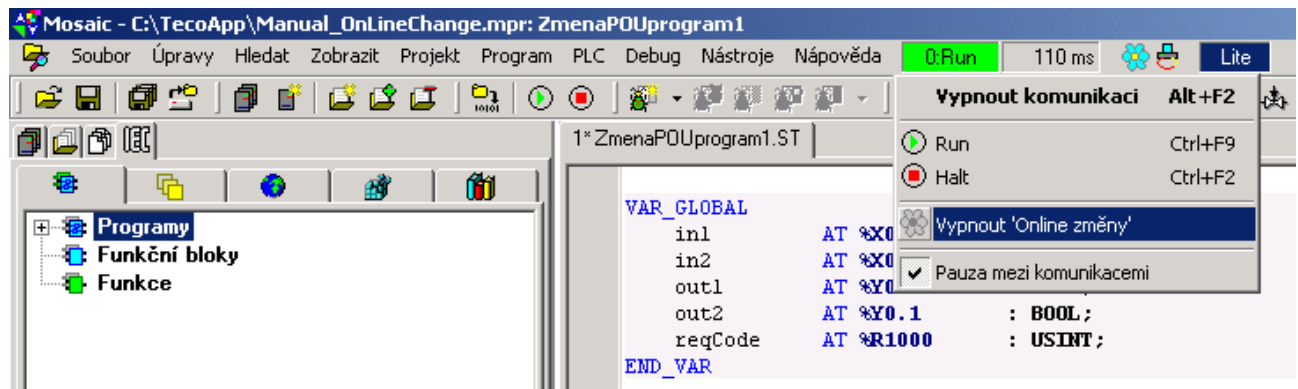 Mosaic - C:\TecoApp\Manual_OnLineChange.mpr: ZmenaPOUprogram1
Soubor Úpravy Hledat Zobrazit Projekt Program PLC Debug Nástroje Nápověda 0:Run 110 ms Lite
Vypnout komunikaci Alt+F2
1* ZmenaPOUprogram1.ST
Run Ctrl+F9
Halt Ctrl+F2
Vypnout 'Online změny'
Pauza mezi komunikacemi
Programy
Funkční bloky
Funkce
VAR_GLOBAL
in1 AT %X0
in2 AT %X0
out1 AT %Y0
out2 AT %Y0.1 : BOOL;
reqCode AT %R1000 : USINT;
END_VAR